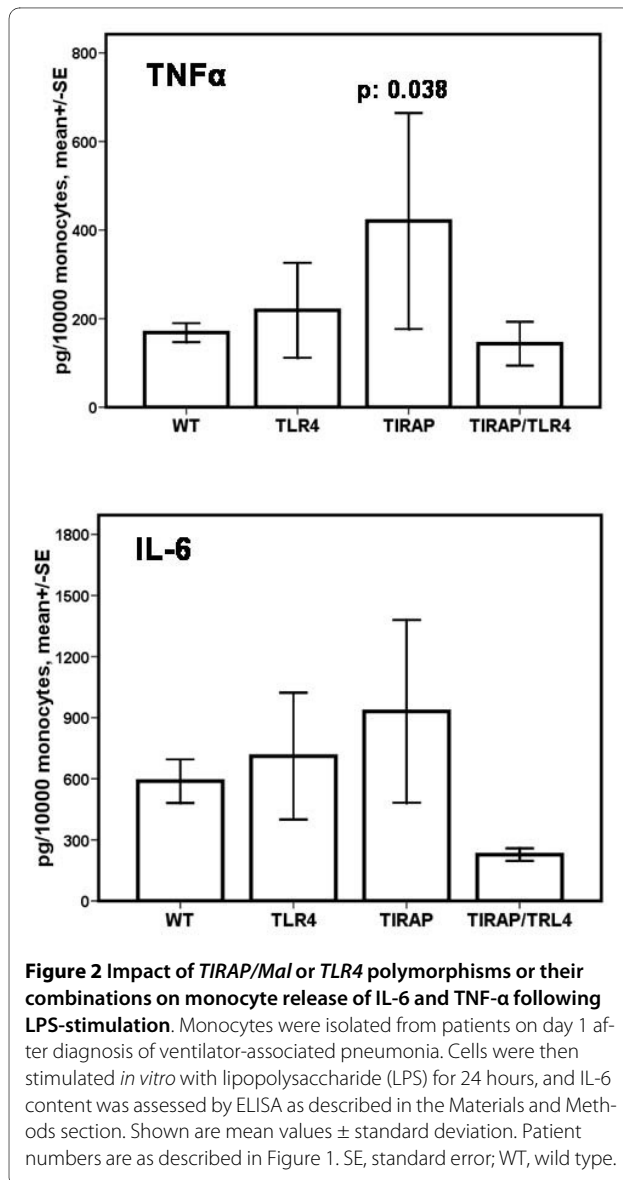 TNFα
p: 0.038
pg/10000 monocytes, mean+/-SE
800
600
400
200
0
WT TLR4 TIRAP TIRAP/TLR4
IL-6
pg/10000 monocytes, mean+/-SE
1800
1500
1200
900
600
300
0
WT TLR4 TIRAP TIRAP/TRL4
Figure 2 Impact of TIRAP/Mal or TLR4 polymorphisms or their
combinations on monocyte release of IL-6 and TNF-α following
LPS-stimulation. Monocytes were isolated from patients on day 1 af-
ter diagnosis of ventilator-associated pneumonia. Cells were then
stimulated in vitro with lipopolysaccharide (LPS) for 24 hours, and IL-6
content was assessed by ELISA as described in the Materials and Meth-
ods section. Shown are mean values ± standard deviation. Patient
numbers are as described in Figure 1. SE, standard error; WT, wild type.